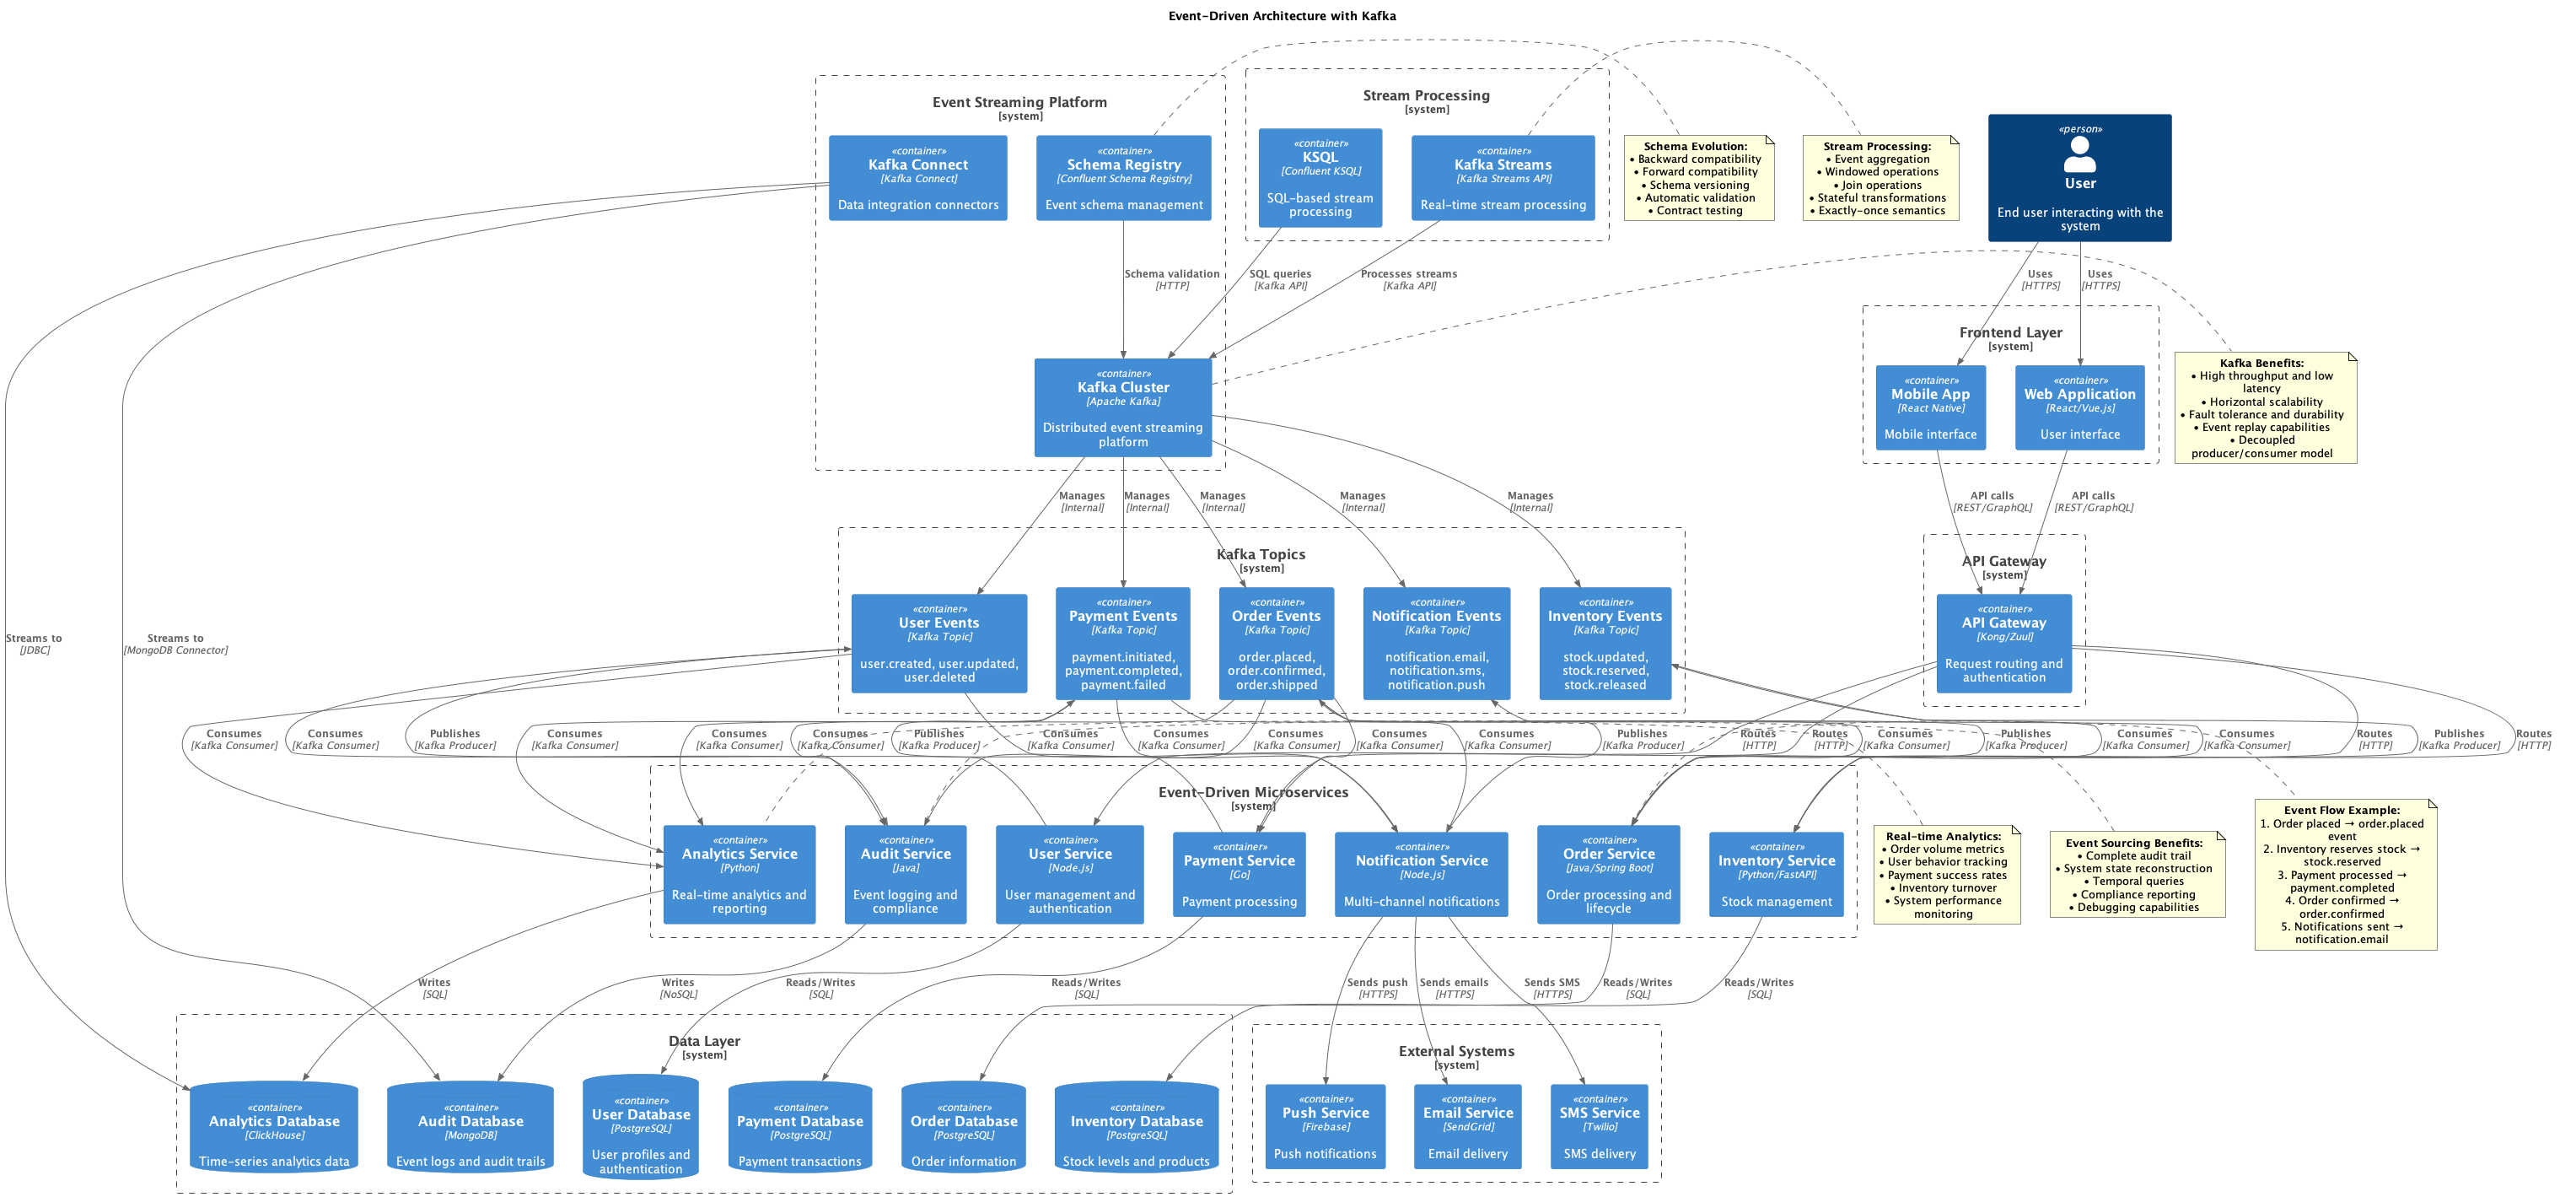 Event-Driven Architecture with Kafka
Event Streaming Platform
[system]
«container»
Kafka Connect
[Kafka Connect]
Data integration connectors
«container»
Schema Registry
[Confluent Schema Registry]
Event schema management
Stream Processing
[system]
«container»
KSQL
[Confluent KSQL]
SQL-based stream
processing
«container»
Kafka Streams
[Kafka Streams API]
Real-time stream processing
Schema Evolution:
• Backward compatibility
• Forward compatibility
• Schema versioning
• Automatic validation
• Contract testing
Stream Processing:
• Event aggregation
• Windowed operations
• Join operations
• Stateful transformations
• Exactly-once semantics
«person»
User
End user interacting with the
system
Schema validation
[HTTP]
SQL queries
[Kafka API]
Processes streams
[Kafka API]
Uses
[HTTPS]
Uses
[HTTPS]
«container»
Kafka Cluster
[Apache Kafka]
Distributed event streaming
platform
Frontend Layer
[system]
«container»
Mobile App
[React Native]
Mobile interface
«container»
Web Application
[React/Vue.js]
User interface
Kafka Benefits:
• High throughput and low
latency
• Horizontal scalability
• Fault tolerance and durability
• Event replay capabilities
• Decoupled
producer/consumer model
Manages
[Internal]
Manages
[Internal]
Manages
[Internal]
Manages
[Internal]
Manages
[Internal]
API calls
[REST/GraphQL]
API calls
[REST/GraphQL]
Streams to
[JDBC]
Streams to
[MongoDB Connector]
Kafka Topics
[system]
«container»
User Events
[Kafka Topic]
user.created, user.updated,
user.deleted
«container»
Payment Events
[Kafka Topic]
payment.initiated,
payment.completed,
payment.failed
«container»
Order Events
[Kafka Topic]
order.placed,
order.confirmed,
order.shipped
«container»
Notification Events
[Kafka Topic]
notification.email,
notification.sms,
notification.push
«container»
Inventory Events
[Kafka Topic]
stock.updated,
stock.reserved,
stock.released
API Gateway
[system]
«container»
API Gateway
[Kong/Zuul]
Request routing and
authentication
Consumes
[Kafka Consumer]
Consumes
[Kafka Consumer]
Publishes
[Kafka Producer]
Consumes
[Kafka Consumer]
Consumes
[Kafka Consumer]
Consumes
[Kafka Consumer]
Publishes
[Kafka Producer]
Consumes
[Kafka Consumer]
Consumes
[Kafka Consumer]
Consumes
[Kafka Consumer]
Consumes
[Kafka Consumer]
Consumes
[Kafka Consumer]
Publishes
[Kafka Producer]
Routes
[HTTP]
Routes
[HTTP]
Consumes
[Kafka Consumer]
Publishes
[Kafka Producer]
Consumes
[Kafka Consumer]
Consumes
[Kafka Consumer]
Routes
[HTTP]
Publishes
[Kafka Producer]
Routes
[HTTP]
Event-Driven Microservices
[system]
«container»
Analytics Service
[Python]
Real-time analytics and
reporting
«container»
Audit Service
[Java]
Event logging and
compliance
«container»
User Service
[Node.js]
User management and
authentication
«container»
Payment Service
[Go]
Payment processing
«container»
Notification Service
[Node.js]
Multi-channel notifications
«container»
Order Service
[Java/Spring Boot]
Order processing and
lifecycle
«container»
Inventory Service
[Python/FastAPI]
Stock management
Real-time Analytics:
• Order volume metrics
• User behavior tracking
• Payment success rates
• Inventory turnover
• System performance
monitoring
Event Sourcing Benefits:
• Complete audit trail
• System state reconstruction
• Temporal queries
• Compliance reporting
• Debugging capabilities
Event Flow Example:
1. Order placed → order.placed
event
2. Inventory reserves stock →
stock.reserved
3. Payment processed →
payment.completed
4. Order confirmed →
order.confirmed
5. Notifications sent →
notification.email
Writes
[SQL]
Writes
[NoSQL]
Reads/Writes
[SQL]
Reads/Writes
[SQL]
Sends push
[HTTPS]
Sends emails
[HTTPS]
Sends SMS
[HTTPS]
Reads/Writes
[SQL]
Reads/Writes
[SQL]
Data Layer
[system]
«container»
Analytics Database
[ClickHouse]
Time-series analytics data
«container»
Audit Database
[MongoDB]
Event logs and audit trails
«container»
User Database
[PostgreSQL]
User profiles and
authentication
«container»
Payment Database
[PostgreSQL]
Payment transactions
«container»
Order Database
[PostgreSQL]
Order information
«container»
Inventory Database
[PostgreSQL]
Stock levels and products
External Systems
[system]
«container»
Push Service
[Firebase]
Push notifications
«container»
Email Service
[SendGrid]
Email delivery
«container»
SMS Service
[Twilio]
SMS delivery